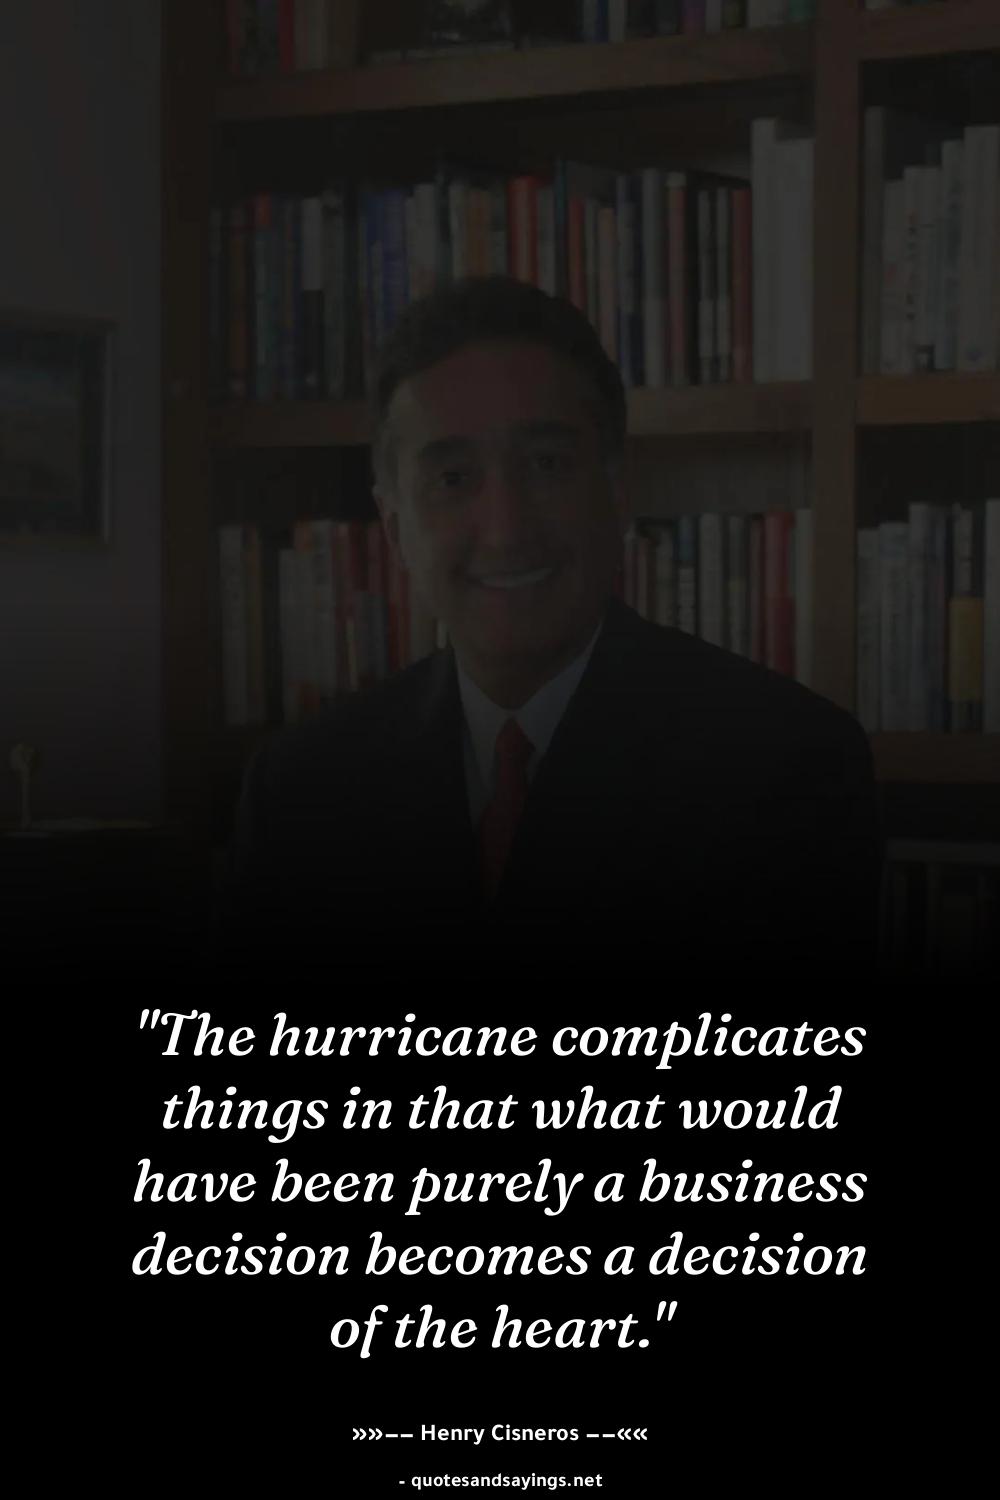 "The hurricane complicates
things in that what would
have been purely a business
decision becomes a decision
of the heart."
»»−− Henry Cisneros −−««
- quotesandsayings.net